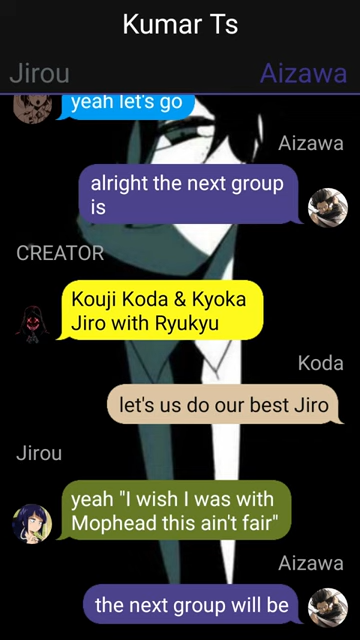 Kumar Ts
Jirou
Aizawa
yeah let's go
Aizawa
alright the next group
is
CREATOR
Kouji Koda & Kyoka
Jiro with Ryukyu
Koda
let's us do our best Jiro
Jirou
yeah "I wish I was with
Mophead this ain't fair"
Aizawa
the next group will be